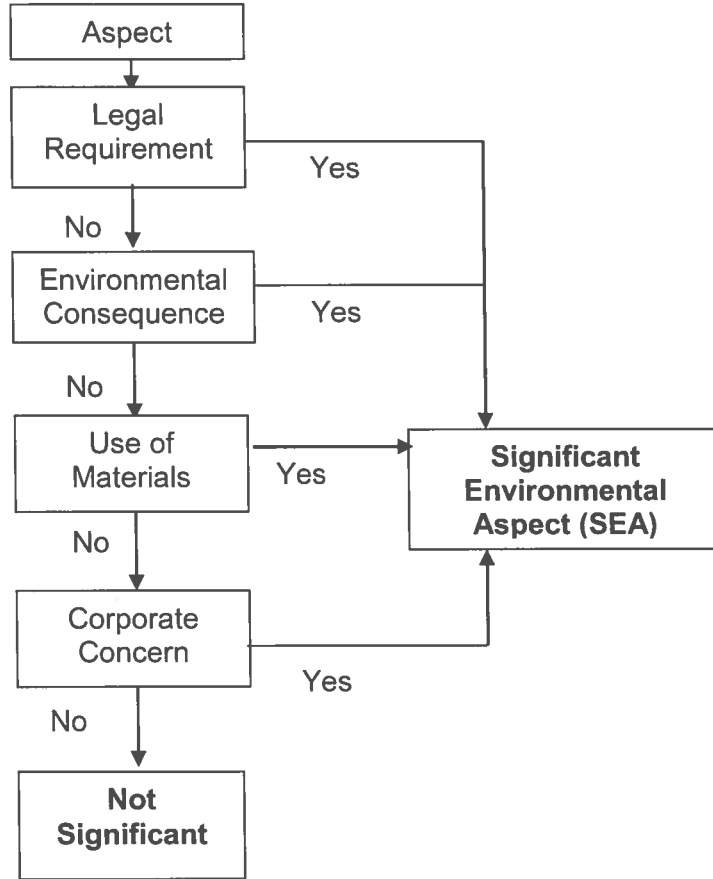 Aspect
Legal
Requirement
Yes
No
Environmental
Consequence
Yes
No
Use of
Materials
Yes
Significant
Environmental
Aspect (SEA)
No
Corporate
Concern
Yes
No
Not
Significant